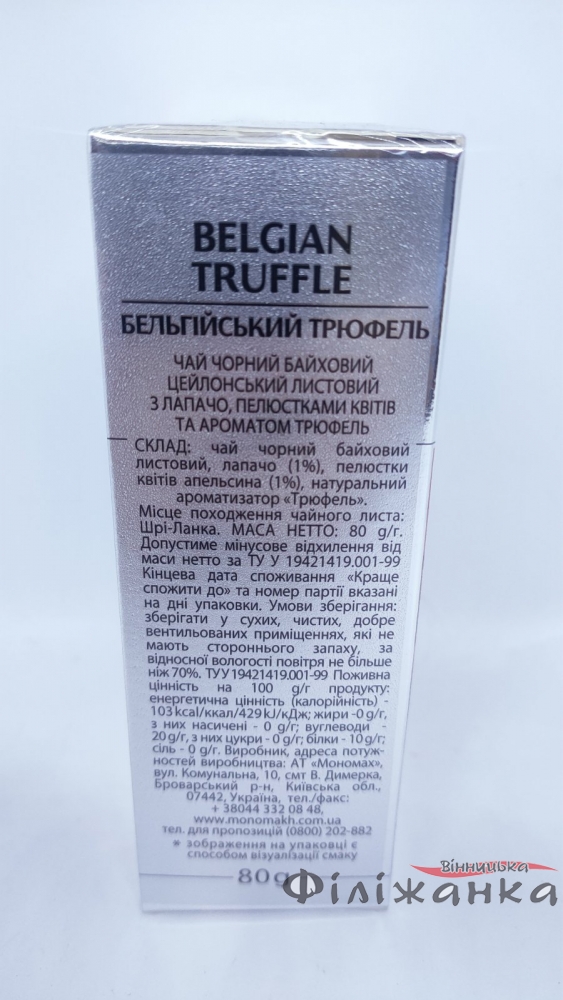 BELGIAN
TRUFFLE
БЕЛЬГІЙСЬКИЙ ТРЮФЕЛЬ
ЧАЙ ЧОРНИЙ БАЙХОВИЙ
ЦЕЙЛОНСЬКИЙ ЛИСТОВИЙ
З ЛАПАЧО, ПЕЛЮСТКАМИ КВІТІВ
ТА АРОМАТОМ ТРЮФЕЛЬ
СКЛАД: чай чорний байховий
листовий, лапачо (1%), пелюстки
квітів апельсина (1%), натуральний
ароматизатор «Трюфель».
Місце походження чайного листа:
Шрі-Ланка. МАСА НЕТТО: 80 g/г.
Допустиме мінусове відхилення від
маси нетто за ТУ У 19421419.001-99
Кінцева дата споживання «Краще
спожити до» та номер партії вказані
на дні упаковки. Умови зберігання:
зберігати у сухих, чистих, добре
вентильованих приміщеннях, які не
мають стороннього запаху, за
відносної вологості повітря не більше
ніж 70%. ТУ У 19421419.001-99 Поживна
цінність на 100 g/г продукту:
енергетична цінність (калорійність) -
103 kcal/ккал/429 kJ/кДж; жири -0 g/г,
з них насичені - 0 g/г; вуглеводи -
20 g/г, з них цукри - 0 g/г; білки - 10 g/г;
сіль - 0 g/г. Виробник, адреса потуж-
ностей виробництва: АТ «Мономах»,
вул. Комунальна, 10, смт В. Димерка,
Броварський р-н, Київська обл.,
07442, Україна, тел./факс:
+ 38044 332 08 48,
www.monomakh.com.ua
тел. для пропозицій (0800) 202-882
* зображення на упаковці є
способом візуалізації смаку
80g
Вінницька
Філіжанка